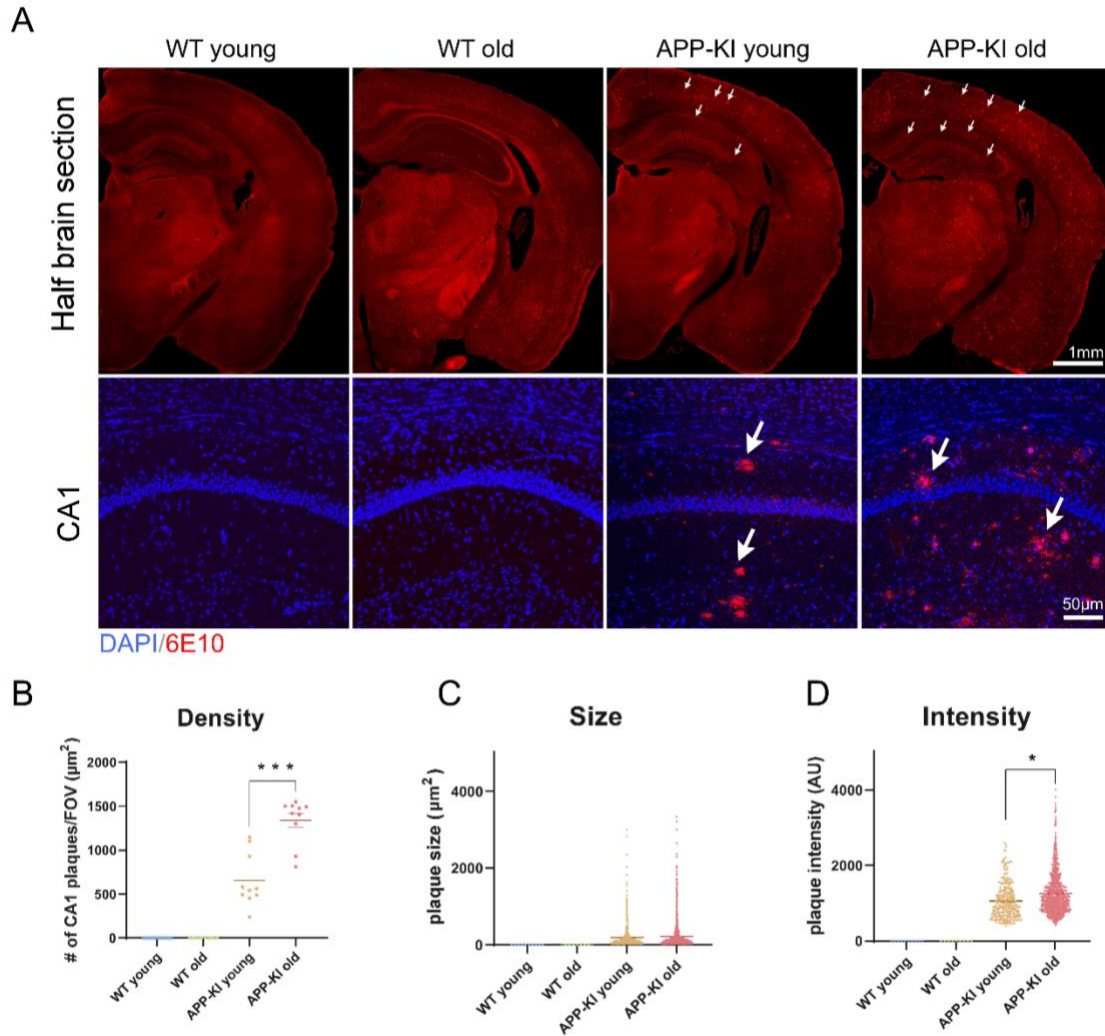 A
WT young
WT old
APP-KI young
APP-KI old
Half brain section
1mm
CA1
50µm
DAPI/6E10
B
Density
# of CA1 plaques/FOV (µm²)
2000
1500
1000
500
0
***
WT young
WT old
APP-KI young
APP-KI old
C
Size
plaque size (µm²)
4000
2000
0
WT young
WT old
APP-KI young
APP-KI old
D
Intensity
plaque intensity (AU)
4000
2000
0
*
WT young
WT old
APP-KI young
APP-KI old